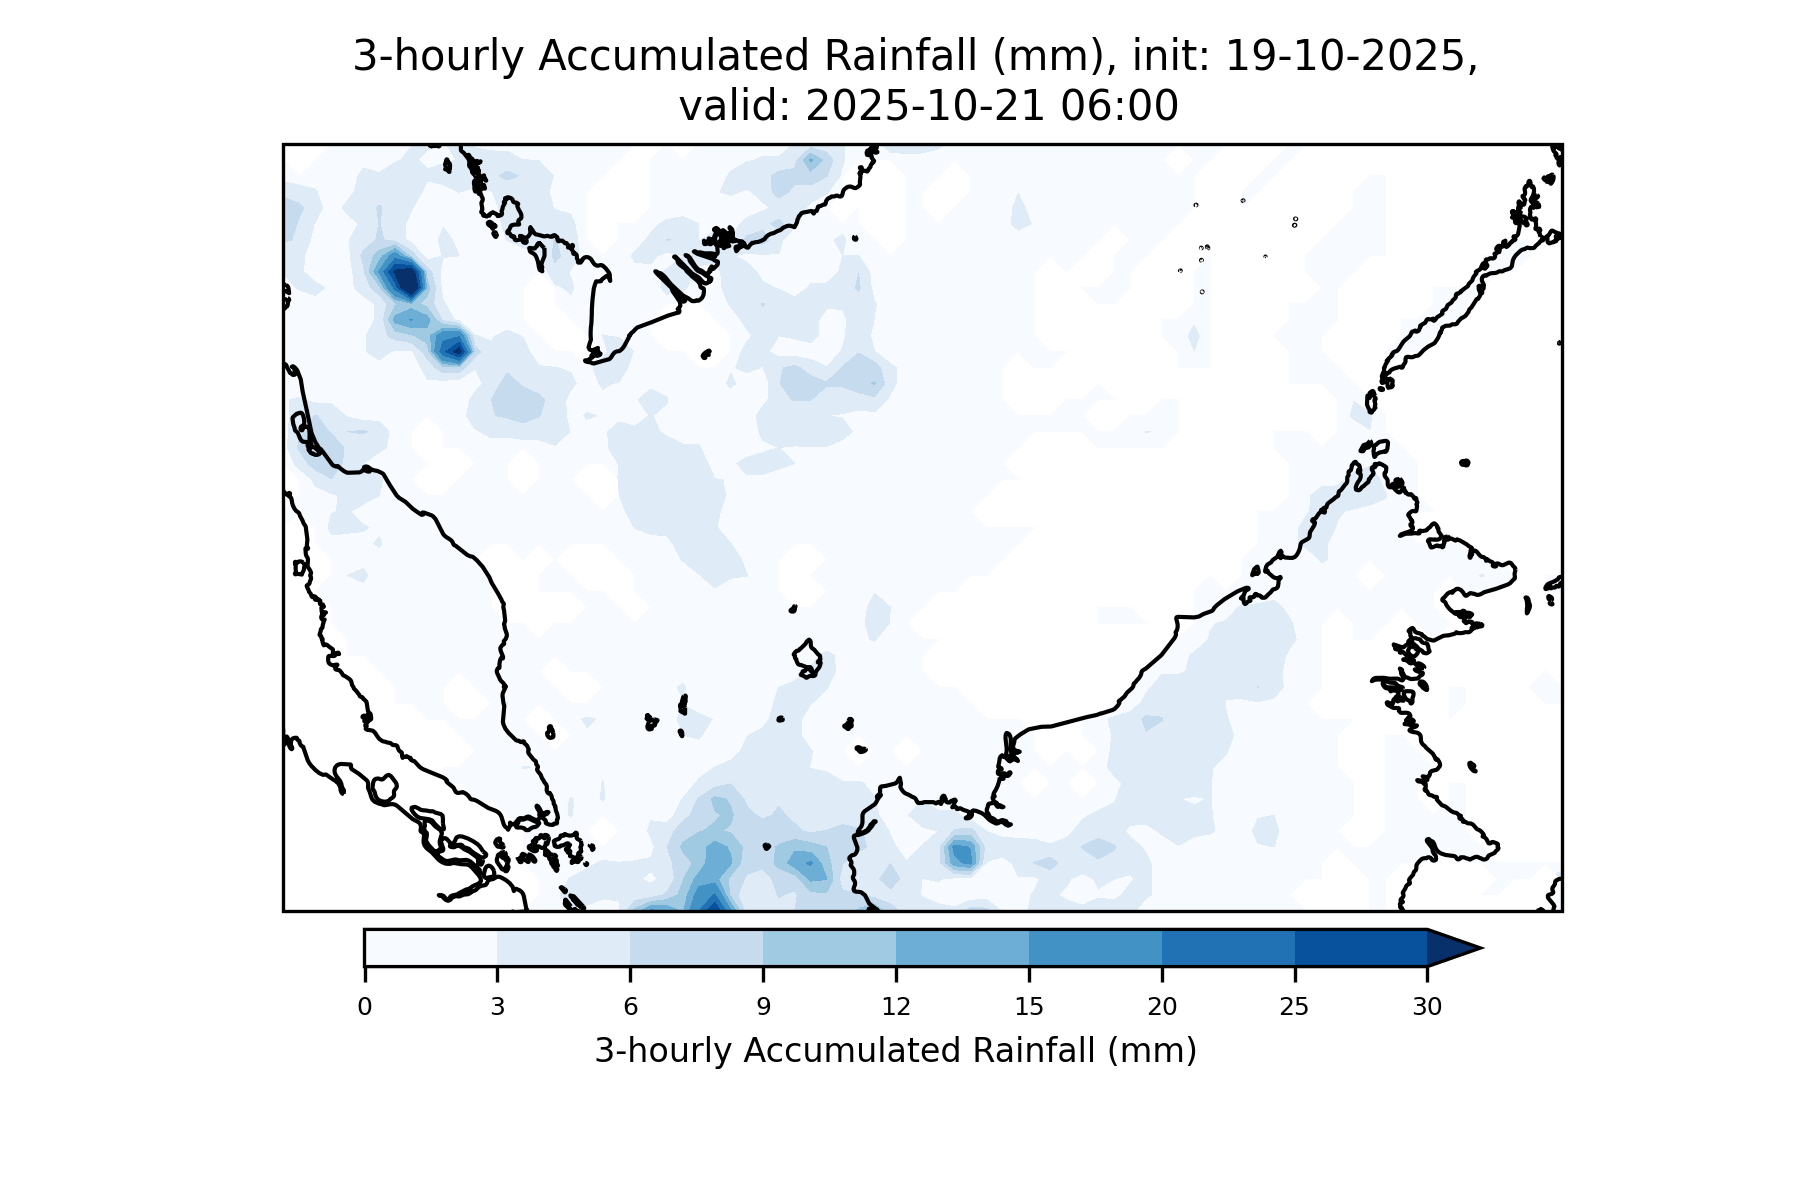 3-hourly Accumulated Rainfall (mm), init: 19-10-2025,
valid: 2025-10-21 06:00
0 3 6 9 12 15 20 25 30
3-hourly Accumulated Rainfall (mm)